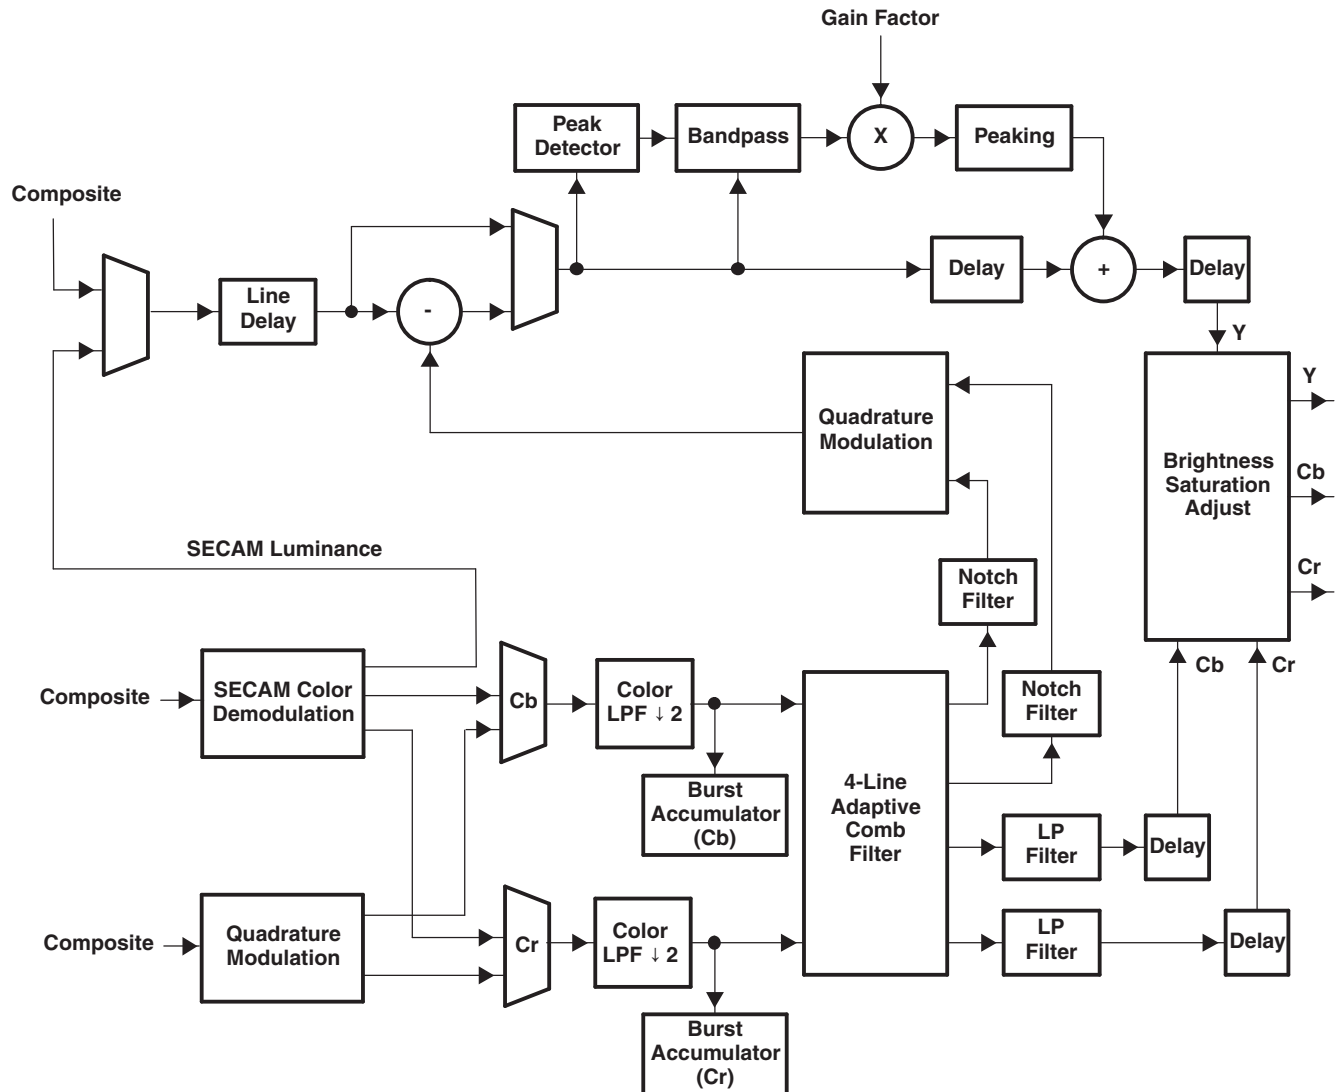 Gain Factor
Peak
Detector
Bandpass
X
Peaking
Composite
Line
Delay
-
Delay
+
Delay
Y
Quadrature
Modulation
Brightness
Saturation
Adjust
Y
Cb
Cr
SECAM Luminance
Notch
Filter
Cb
Cr
Composite
SECAM Color
Demodulation
Cb
Color
LPF ↓ 2
Notch
Filter
Burst
Accumulator
(Cb)
4-Line
Adaptive
Comb
Filter
LP
Filter
Delay
Composite
Quadrature
Modulation
Cr
Color
LPF ↓ 2
LP
Filter
Delay
Burst
Accumulator
(Cr)